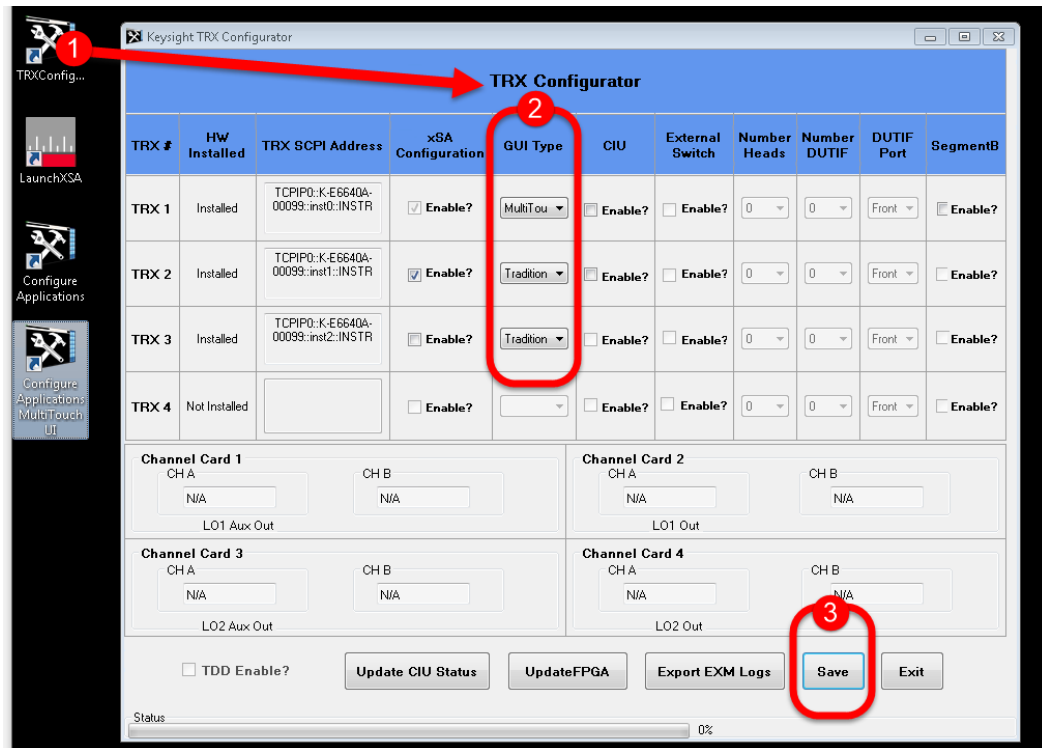 TRXConfig...
LaunchXSA
Configure
Applications
Configure
Applications
MultiTouch
UI
1
Keysight TRX Configurator
TRX Configurator
2
TRX # HW Installed TRX SCPI Address xSA Configuration GUI Type CIU External Switch Number Heads Number DUTIF DUTIF Port SegmentB
TRX 1 Installed TCPIP0::K-E6640A-00099::inst0::INSTR Enable? MultiTou Enable? Enable? 0 0 Front Enable?
TRX 2 Installed TCPIP0::K-E6640A-00099::inst1::INSTR Enable? Tradition Enable? Enable? 0 0 Front Enable?
TRX 3 Installed TCPIP0::K-E6640A-00099::inst2::INSTR Enable? Tradition Enable? Enable? 0 0 Front Enable?
TRX 4 Not Installed Enable? Enable? Enable? 0 0 Front Enable?
Channel Card 1
CH A CH B
N/A N/A
LO1 Aux Out
Channel Card 2
CH A CH B
N/A N/A
LO1 Out
Channel Card 3
CH A CH B
N/A N/A
LO2 Aux Out
Channel Card 4
CH A CH B
N/A N/A
LO2 Out
3
TDD Enable? Update CIU Status UpdateFPGA Export EXM Logs Save Exit
Status
0%